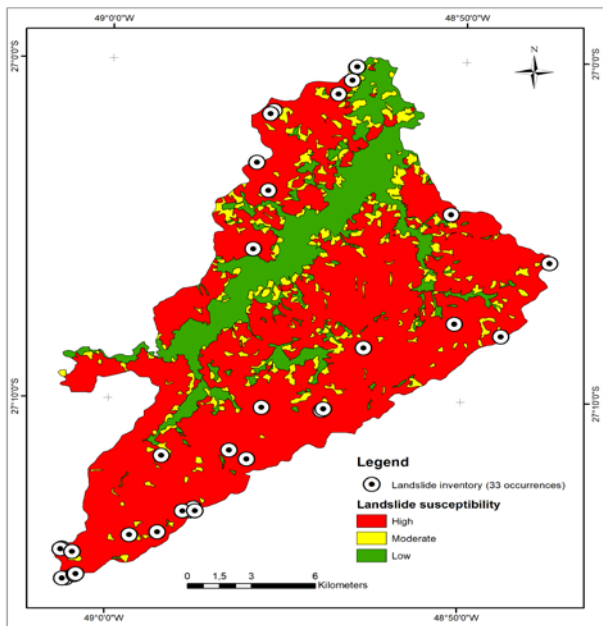 49°0'0"W 48°50'0"W
27°0'0"S 27°0'0"S
N
27°10'0"S 27°10'0"S
Legend
Landslide inventory (33 occurrences)
Landslide susceptibility
High
Moderate
Low
0 1,5 3 6
Kilometers
49°0'0"W 48°50'0"W